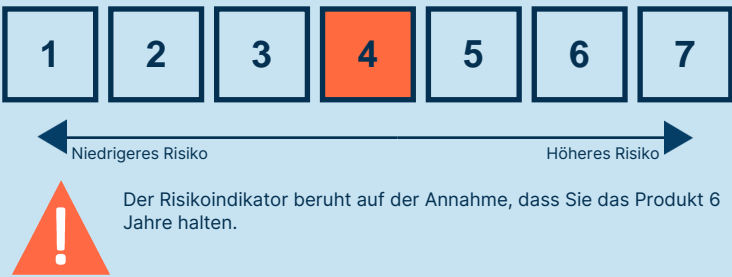 1 2 3 4 5 6 7
Niedrigeres Risiko Höheres Risiko
!
Der Risikoindikator beruht auf der Annahme, dass Sie das Produkt 6
Jahre halten.